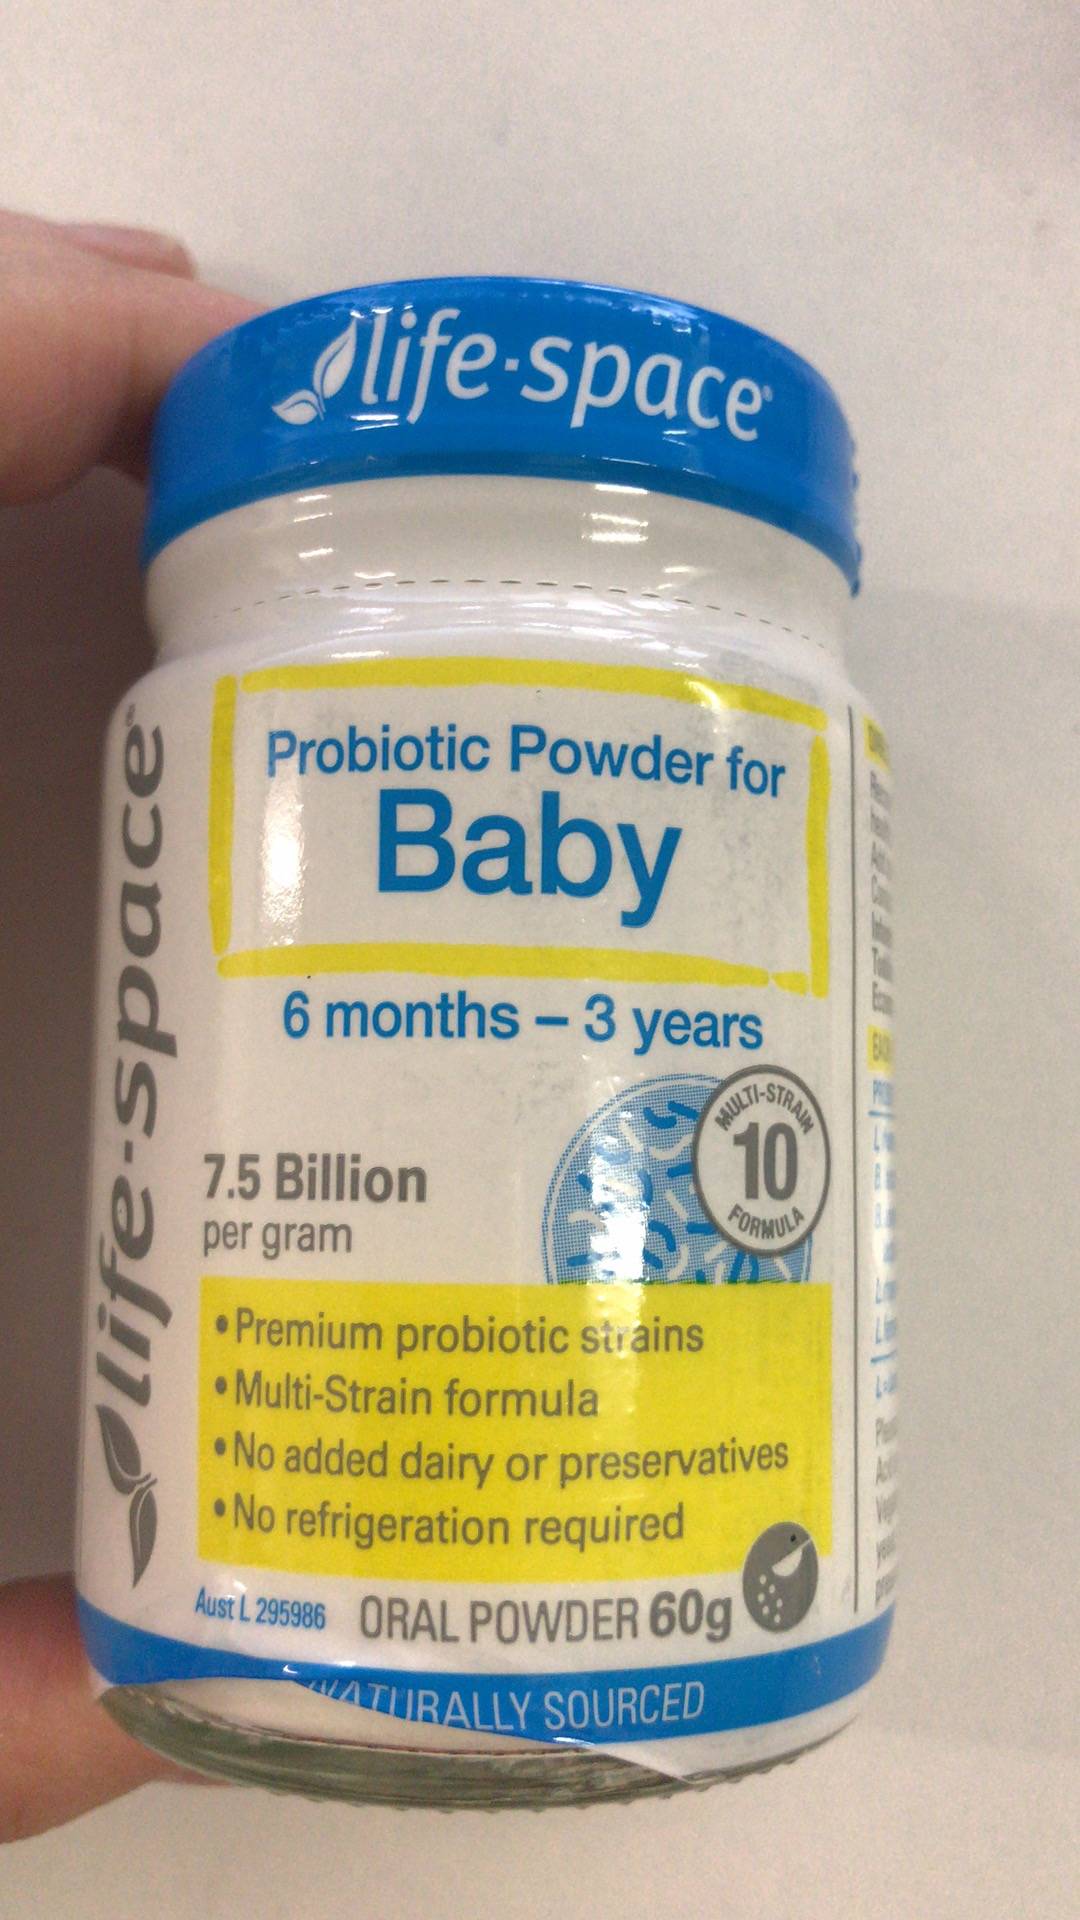 life·space®
life·space®
Probiotic Powder for
Baby
6 months – 3 years
MULTI-STRAIN
10
FORMULA
7.5 Billion
per gram
• Premium probiotic strains
• Multi-Strain formula
• No added dairy or preservatives
• No refrigeration required
Aust L 295986
ORAL POWDER 60g
NATURALLY SOURCED